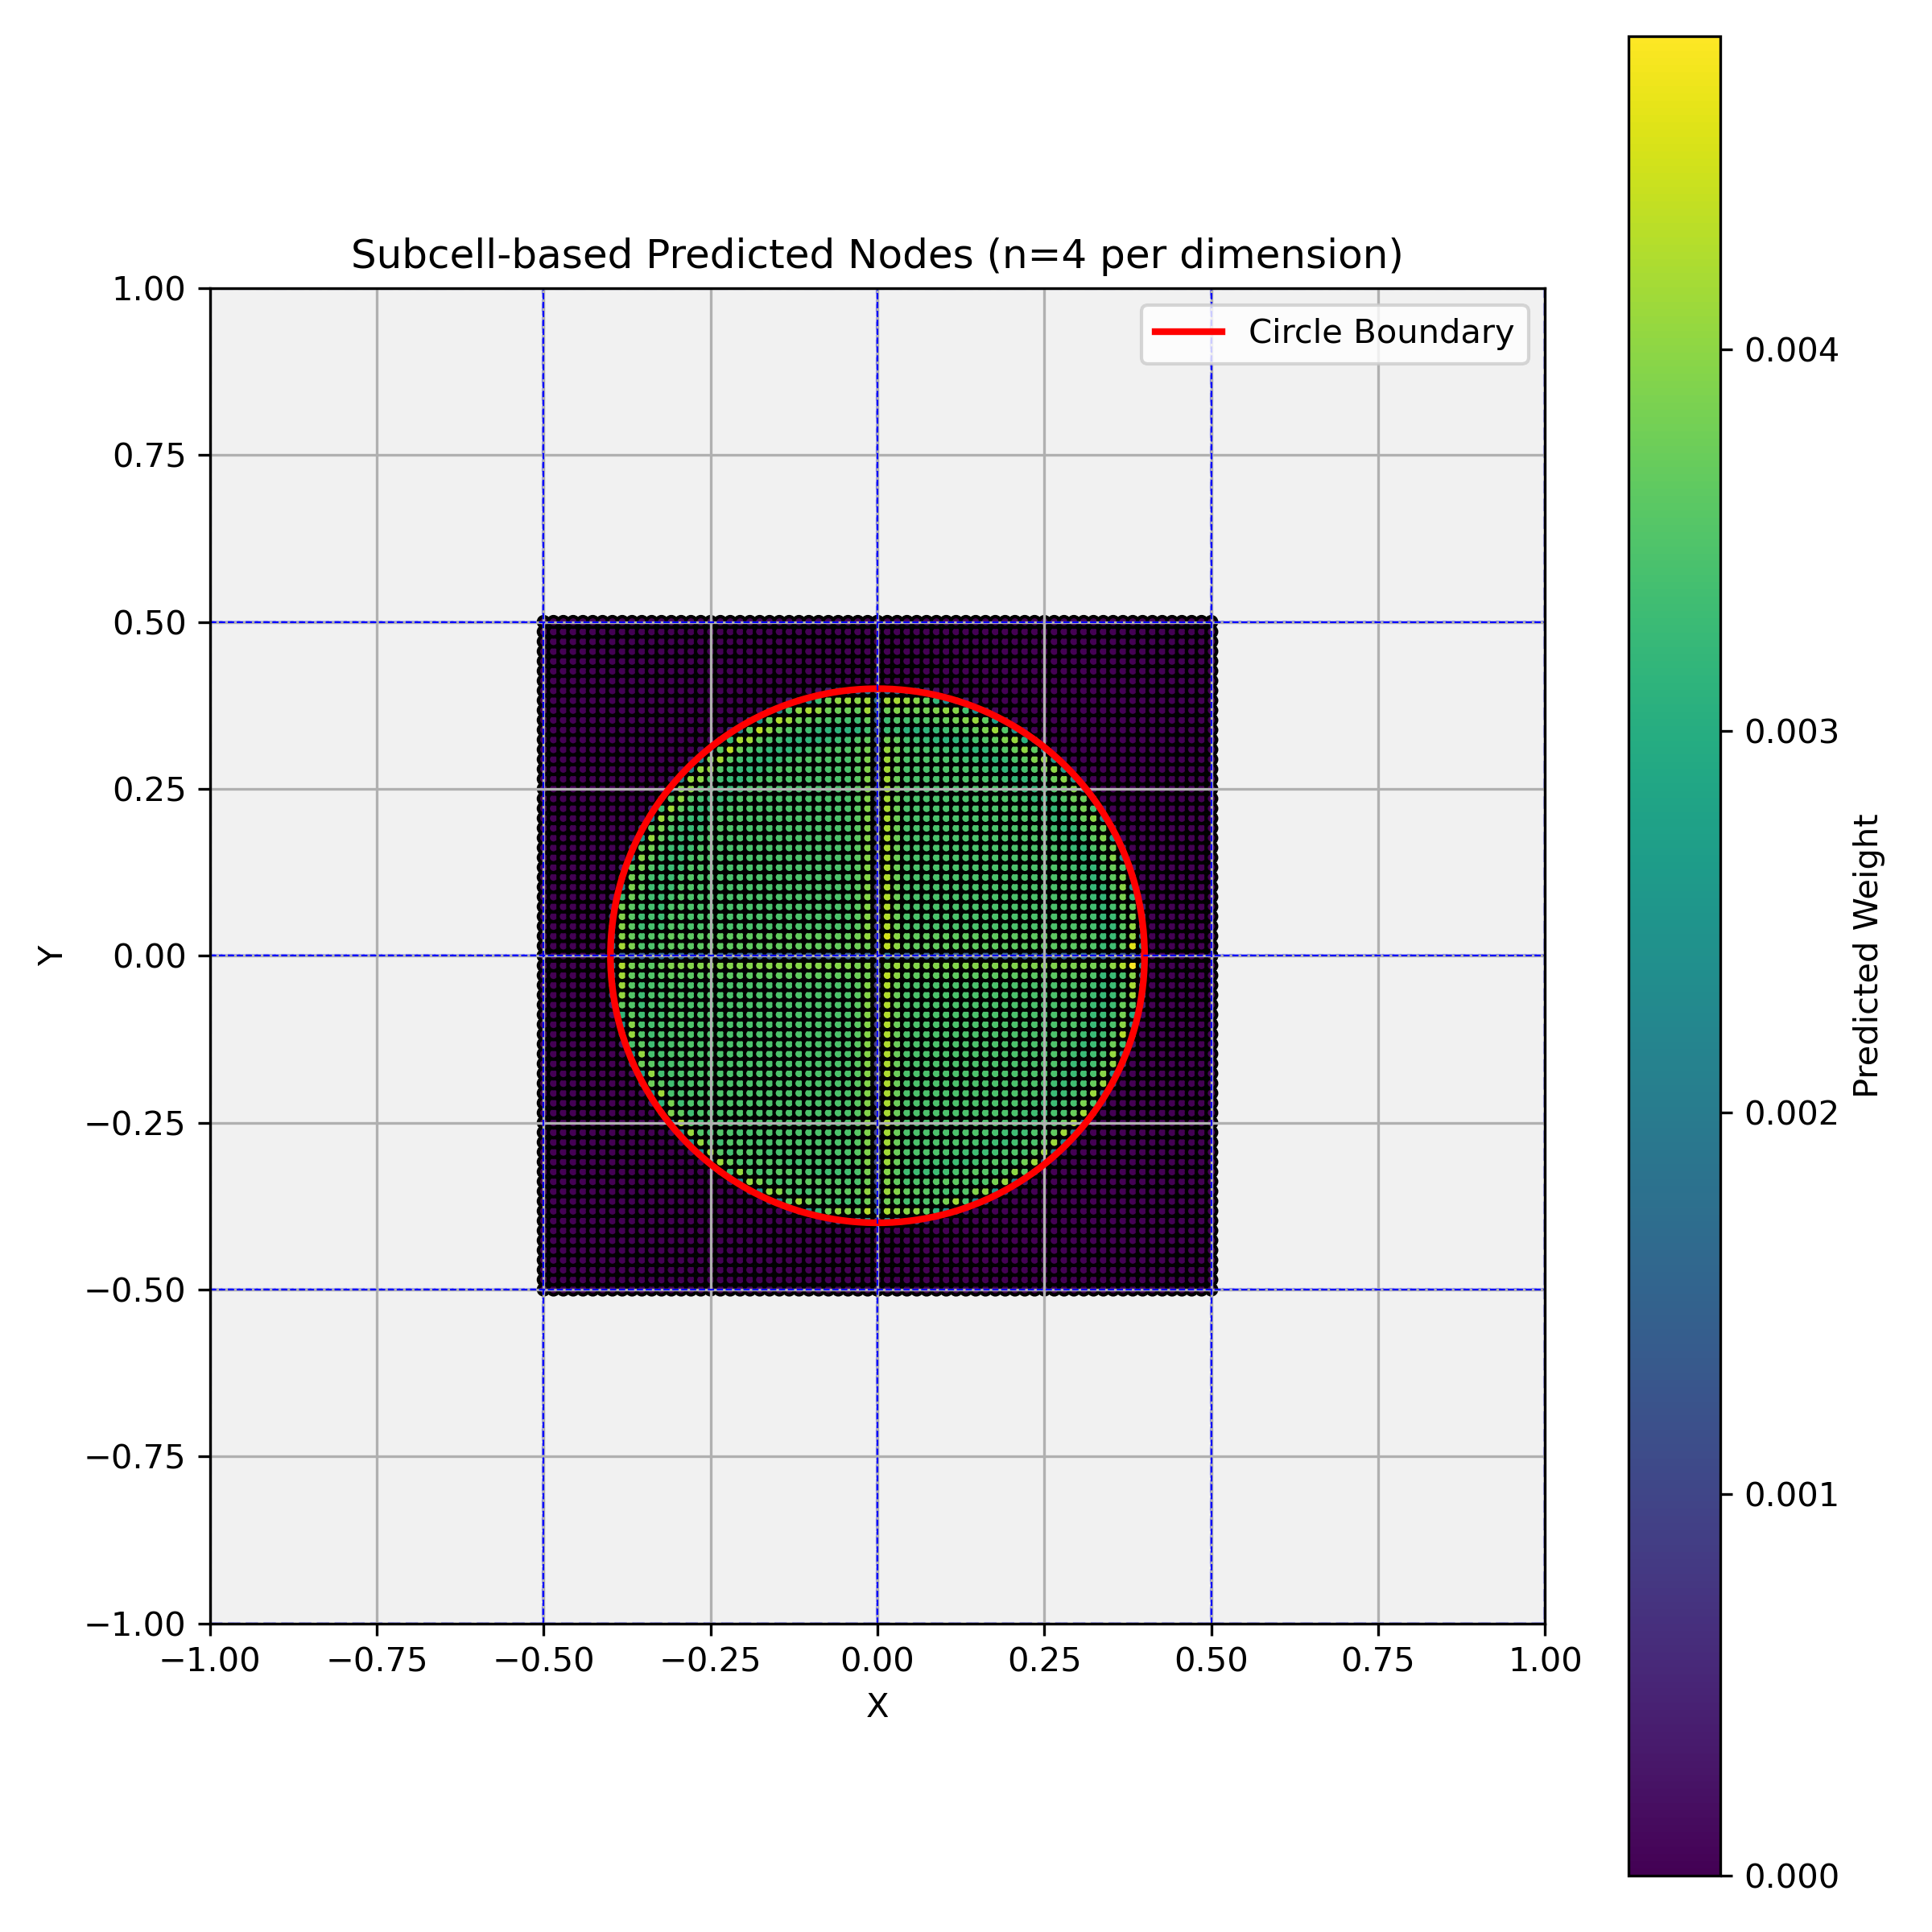 Subcell-based Predicted Nodes (n=4 per dimension)
Circle Boundary
1.00
0.75
0.50
0.25
0.00
−0.25
−0.50
−0.75
−1.00
Y
−1.00 −0.75 −0.50 −0.25 0.00 0.25 0.50 0.75 1.00
X
0.004
0.003
0.002
0.001
0.000
Predicted Weight